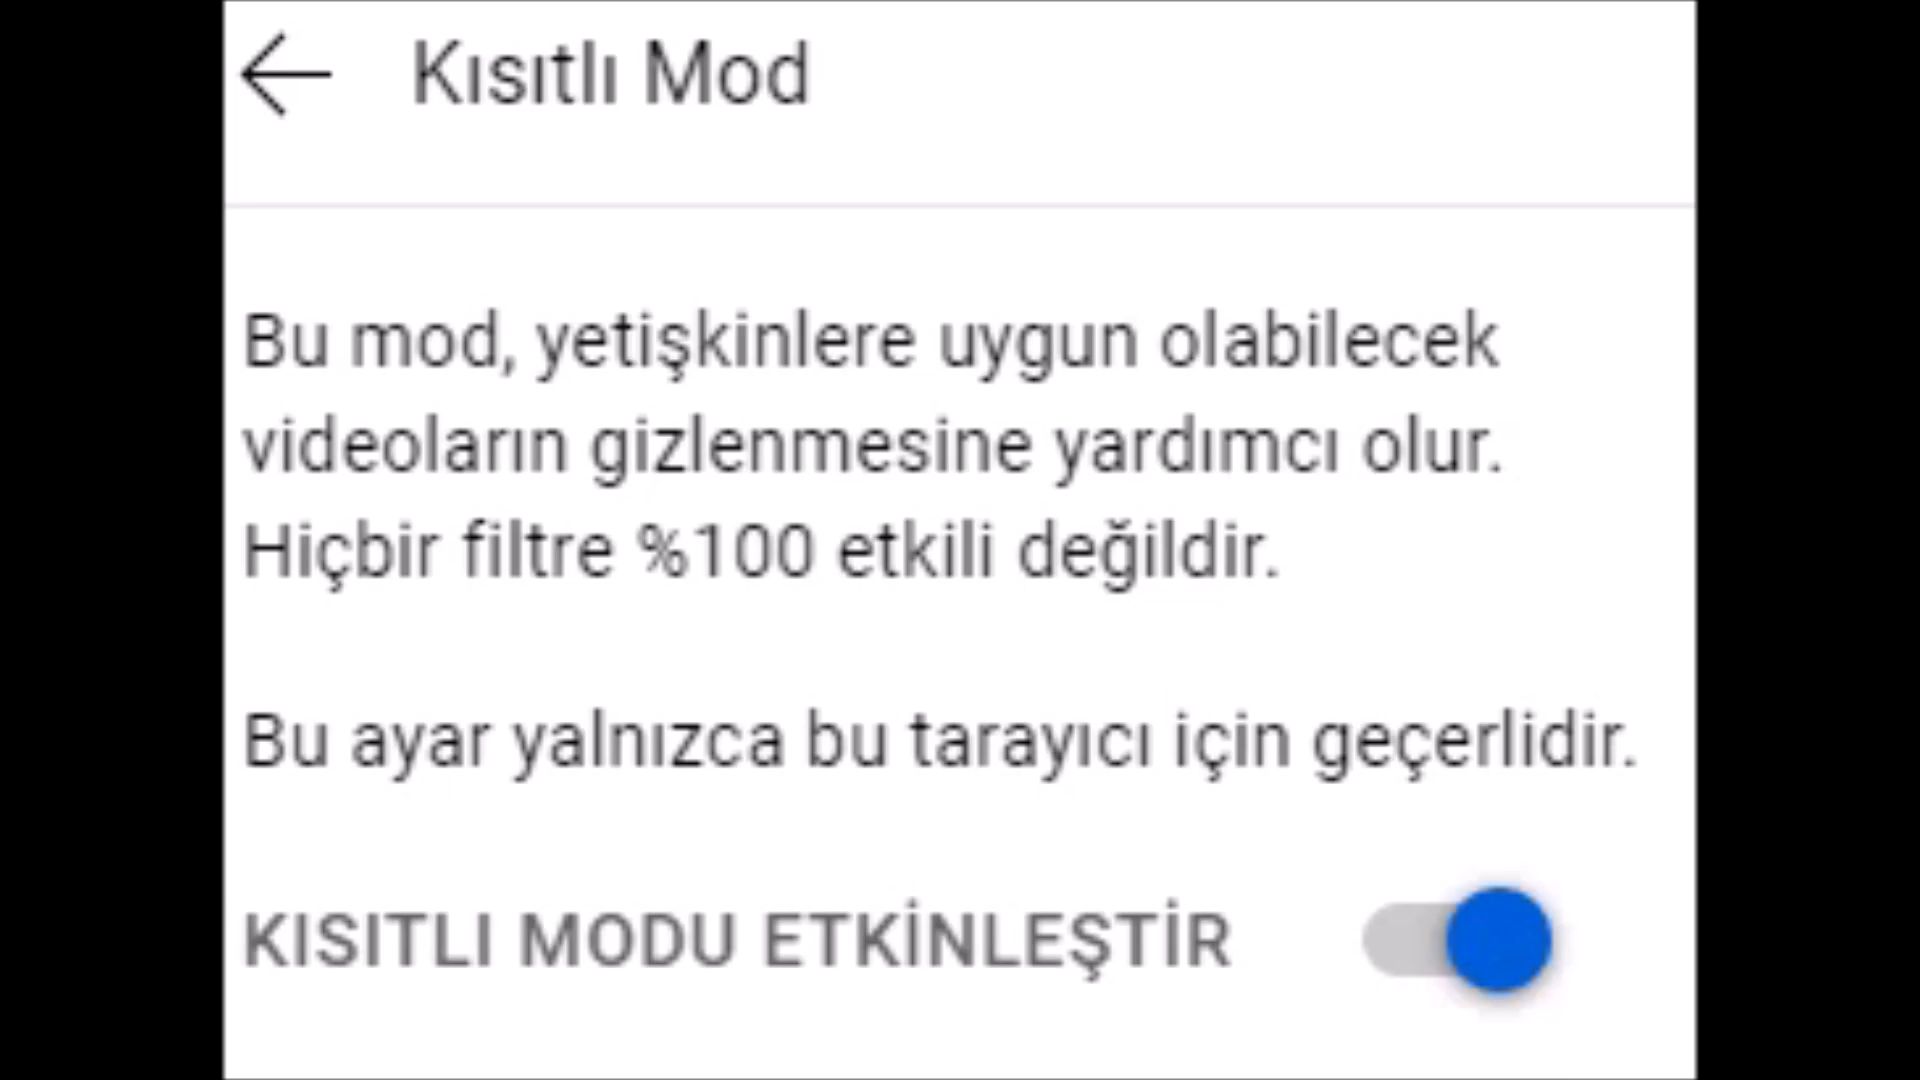 Kısıtlı Mod
Bu mod, yetişkinlere uygun olabilecek
videoların gizlenmesine yardımcı olur.
Hiçbir filtre %100 etkili değildir.
Bu ayar yalnızca bu tarayıcı için geçerlidir.
KISITLI MODU ETKİNLEŞTİR